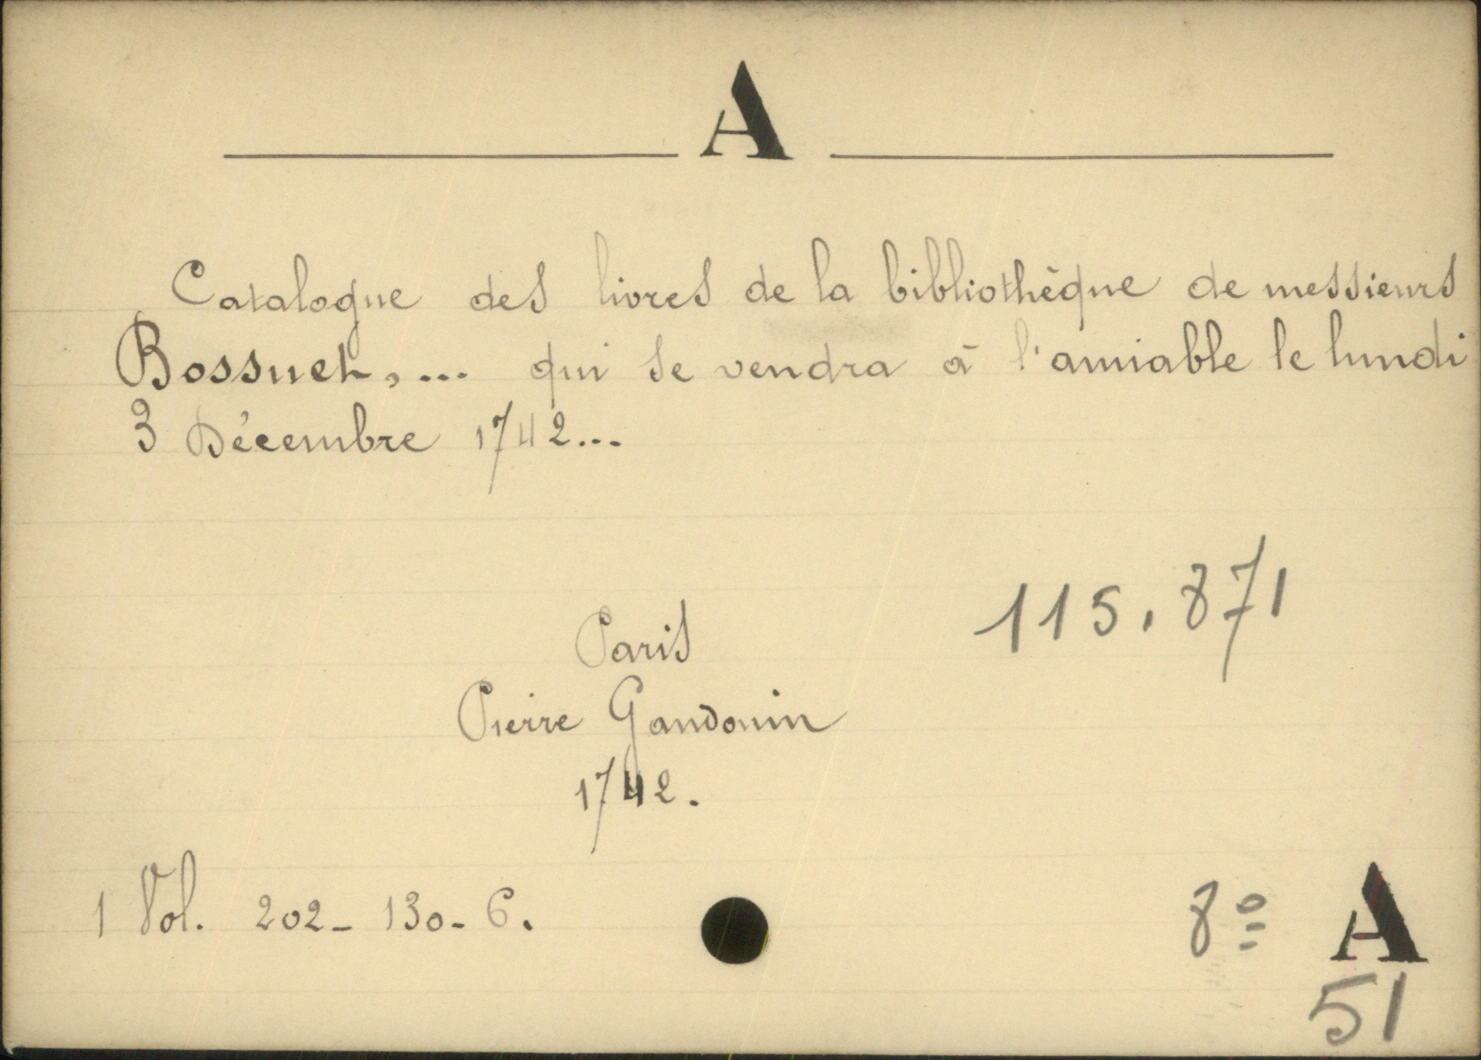 A
Catalogue des livres de la bibliothèque de messieurs
Bossuet,... qui se vendra à l'amiable le lundi
3 Décembre 1742...
115.871
Paris
Pierre Gandouin
1742.
1 Vol. 202-130-6.
8º A
51